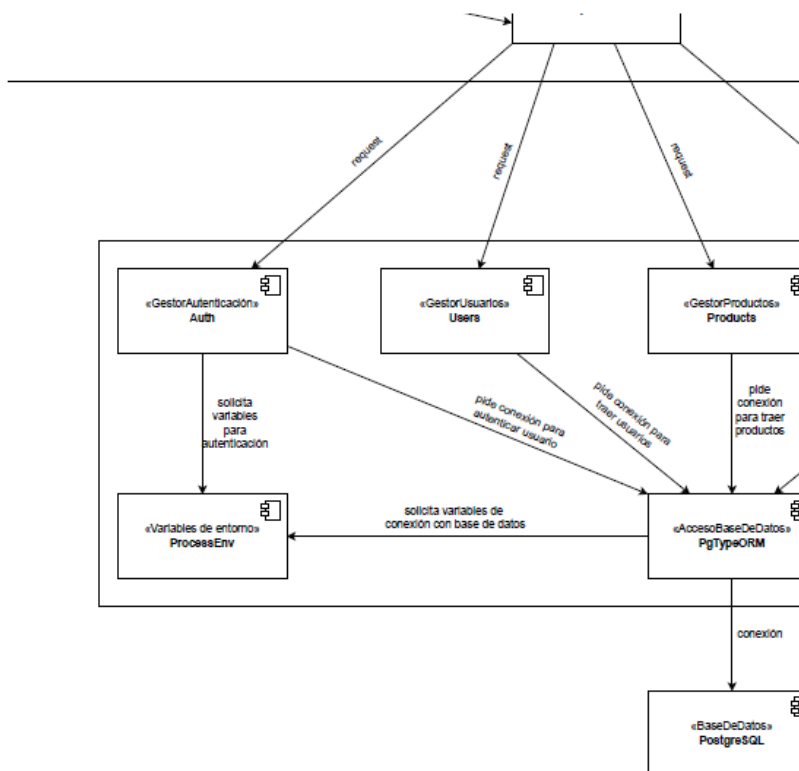 request
request
request
«GestorAutenticación»
Auth
«GestorUsuarios»
Users
«GestorProductos»
Products
solicita
variables
para
autenticación
pide conexión para
autenticar usuario
pide conexión para
traer usuarios
pide
conexión
para traer
productos
«Variables de entorno»
ProcessEnv
solicita variables de
conexión con base de datos
«AccesoBaseDeDatos»
PgTypeORM
conexión
«BaseDeDatos»
PostgreSQL